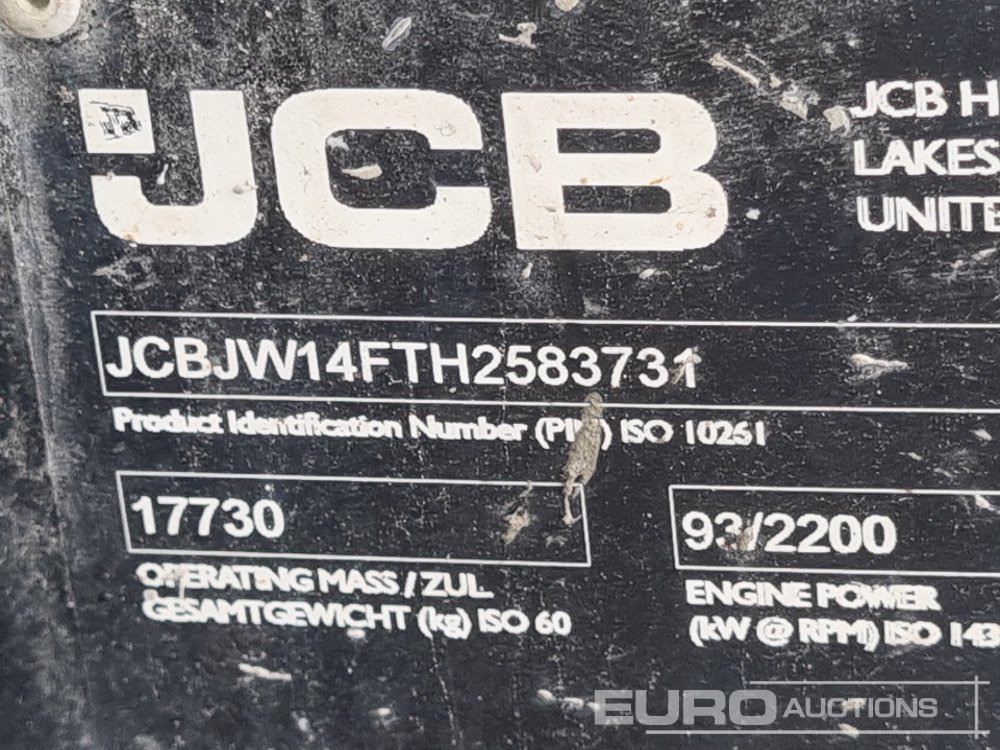 JCB
JCB H
LAKES
UNITE
JCBJW14FTH2583731
Product Identification Number (PIN) ISO 10261
17730
OPERATING MASS / ZUL
GESAMTGEWICHT (kg) ISO 60
93/2200
ENGINE POWER
(kW @ RPM) ISO 143
EURO AUCTIONS